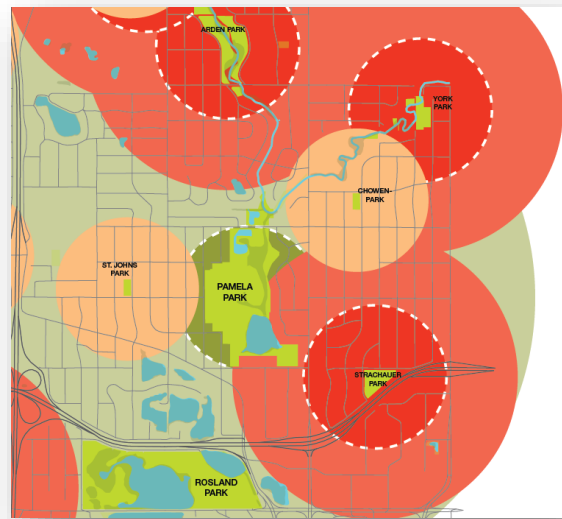 ARDEN PARK
YORK
PARK
CHOWEN-
PARK
ST. JOHNS
PARK
PAMELA
PARK
STRACHAUER
PARK
ROSLAND
PARK